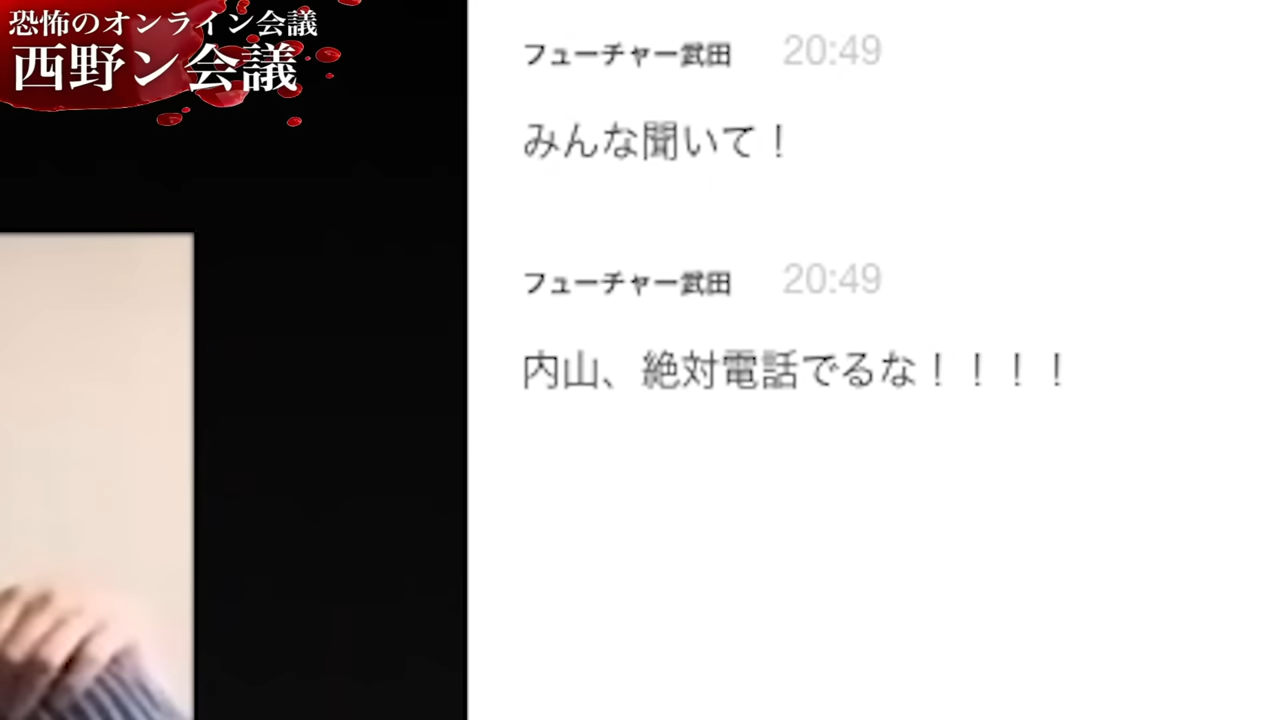 恐怖のオンライン会議
西野ン会議
フューチャー武田 20:49
みんな聞いて！
フューチャー武田 20:49
内山、絶対電話でるな！！！！